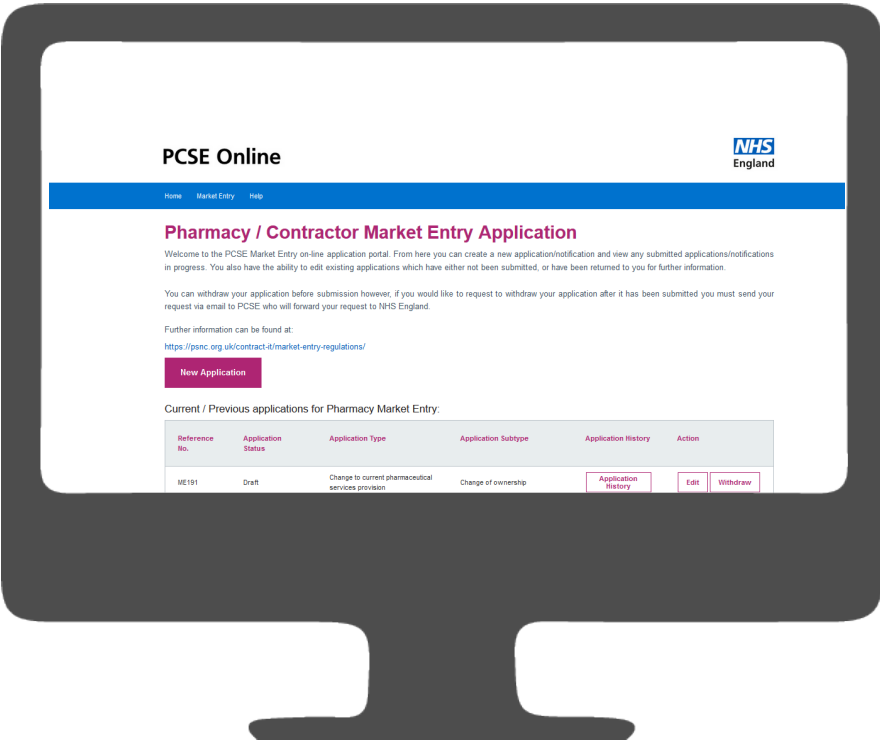 PCSE Online
NHS
England
Home Market Entry Help
Pharmacy / Contractor Market Entry Application
Welcome to the PCSE Market Entry on-line application portal. From here you can create a new application/notification and view any submitted applications/notifications
in progress. You also have the ability to edit existing applications which have either not been submitted, or have been returned to you for further information.
You can withdraw your application before submission however, if you would like to request to withdraw your application after it has been submitted you must send your
request via email to PCSE who will forward your request to NHS England.
Further information can be found at:
https://psnc.org.uk/contract-it/market-entry-regulations/
New Application
Current / Previous applications for Pharmacy Market Entry:
Reference No. Application Status Application Type Application Subtype Application History Action
ME191 Draft Change to current pharmaceutical services provision Change of ownership Application History Edit Withdraw